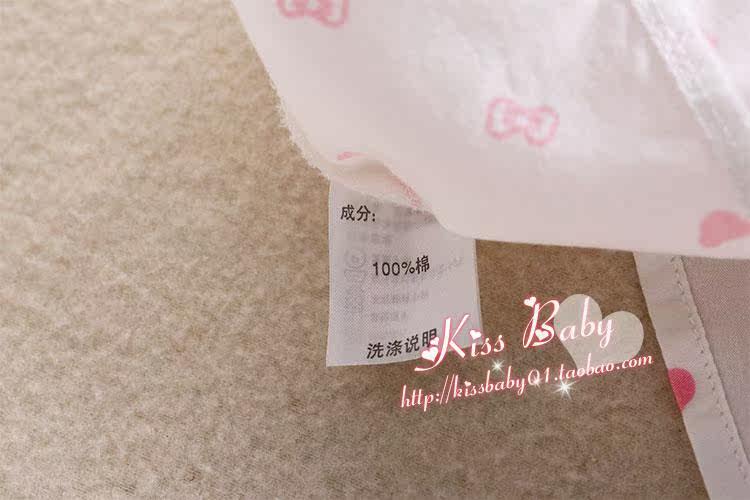 成分：
100%棉
洗涤说明
Kiss Baby
http://kissbaby01.taobao.com